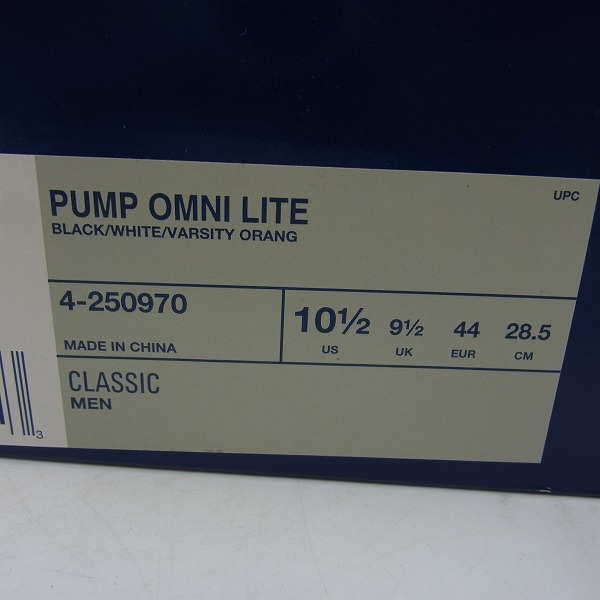 UPC
PUMP OMNI LITE
BLACK/WHITE/VARSITY ORANG
4-250970
MADE IN CHINA
10½ 9½ 44 28.5
US UK EUR CM
CLASSIC
MEN
3